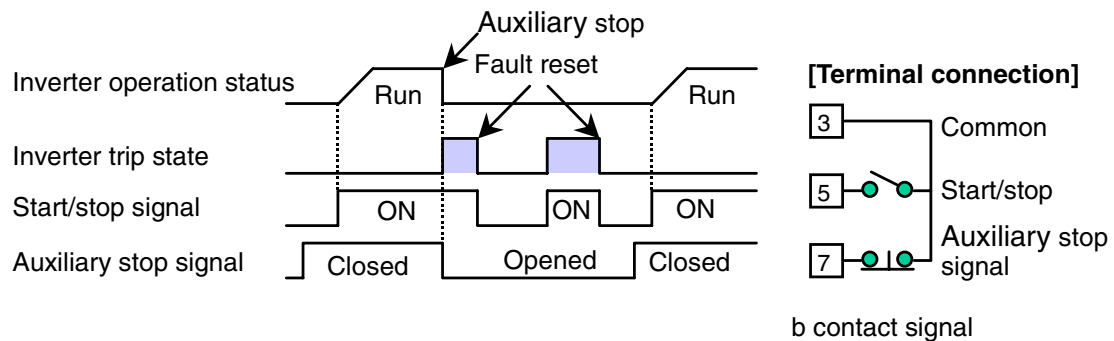 Auxiliary stop
Fault reset
Inverter operation status
Run
Run
Inverter trip state
Start/stop signal
ON
ON
ON
Auxiliary stop signal
Closed
Opened
Closed
[Terminal connection]
3
Common
5
Start/stop
7
Auxiliary stop
signal
b contact signal